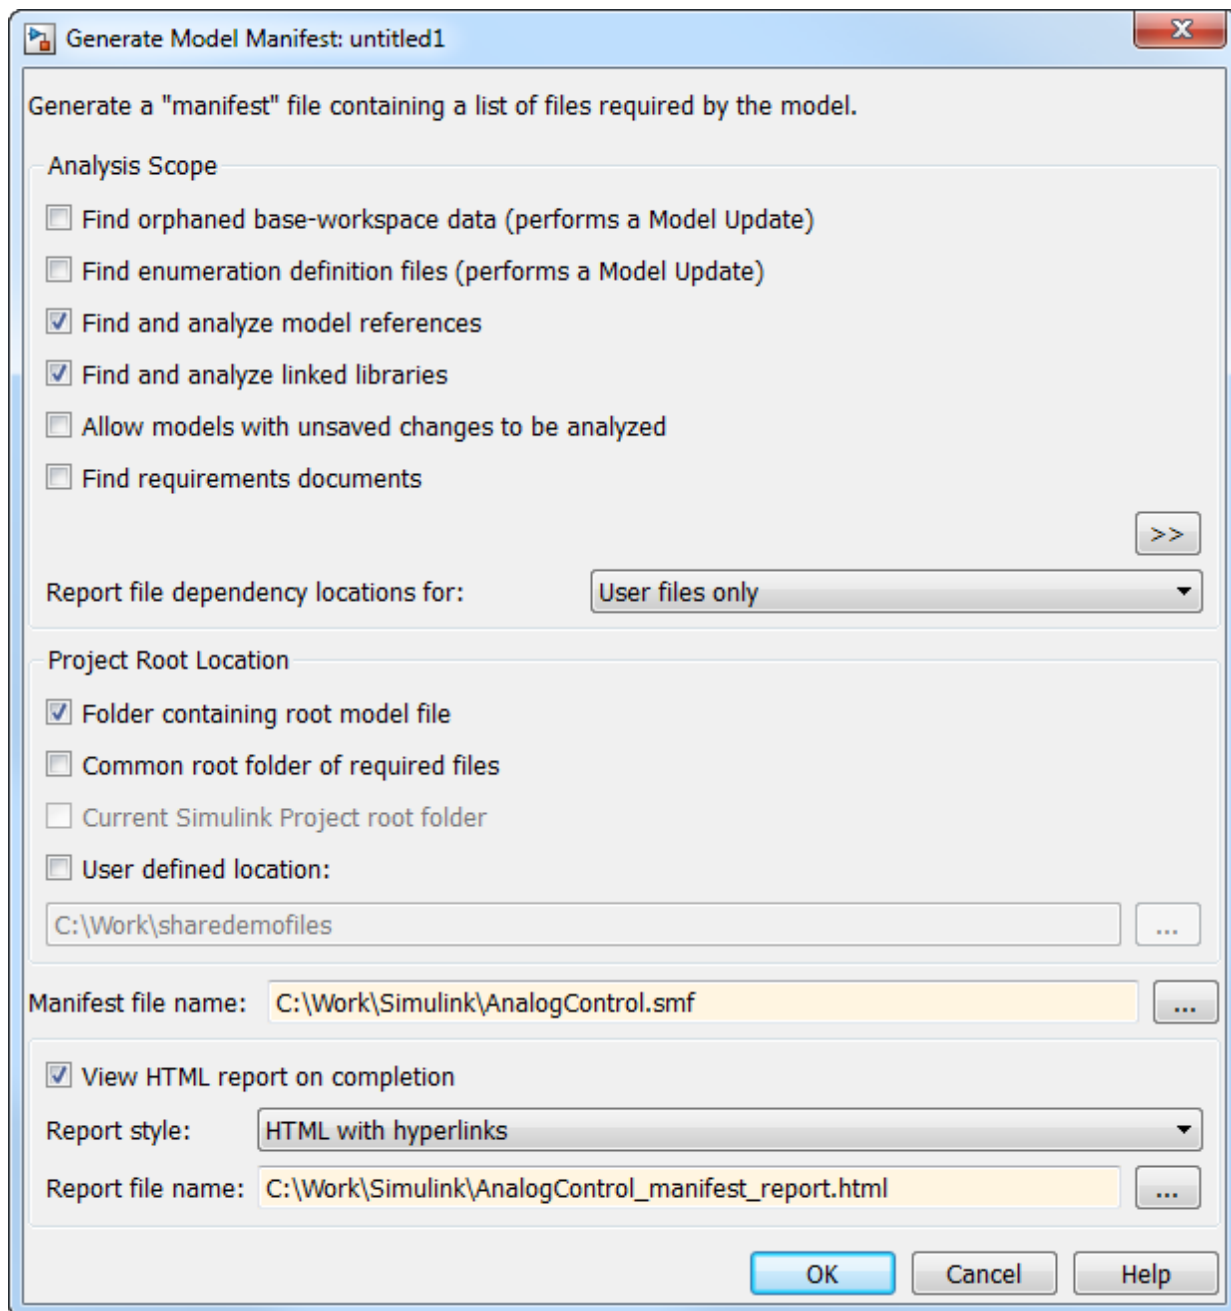 Generate Model Manifest: untitled1
Generate a "manifest" file containing a list of files required by the model.
Analysis Scope
Find orphaned base-workspace data (performs a Model Update)
Find enumeration definition files (performs a Model Update)
Find and analyze model references
Find and analyze linked libraries
Allow models with unsaved changes to be analyzed
Find requirements documents
>>
Report file dependency locations for: User files only
Project Root Location
Folder containing root model file
Common root folder of required files
Current Simulink Project root folder
User defined location:
C:\Work\sharedemofiles ...
Manifest file name: C:\Work\Simulink\AnalogControl.smf ...
View HTML report on completion
Report style: HTML with hyperlinks
Report file name: C:\Work\Simulink\AnalogControl_manifest_report.html ...
OK Cancel Help